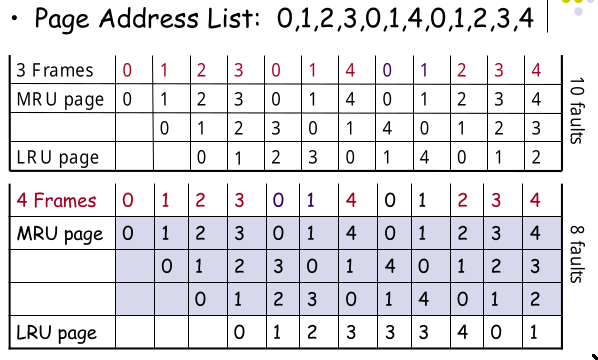 • Page Address List: 0,1,2,3,0,1,4,0,1,2,3,4
3 Frames 0 1 2 3 0 1 4 0 1 2 3 4
MRU page 0 1 2 3 0 1 4 0 1 2 3 4
0 1 2 3 0 1 4 0 1 2 3
LRU page 0 1 2 3 0 1 4 0 1 2
10 faults
4 Frames 0 1 2 3 0 1 4 0 1 2 3 4
MRU page 0 1 2 3 0 1 4 0 1 2 3 4
0 1 2 3 0 1 4 0 1 2 3
0 1 2 3 0 1 4 0 1 2
LRU page 0 1 2 3 3 3 4 0 1
8 faults